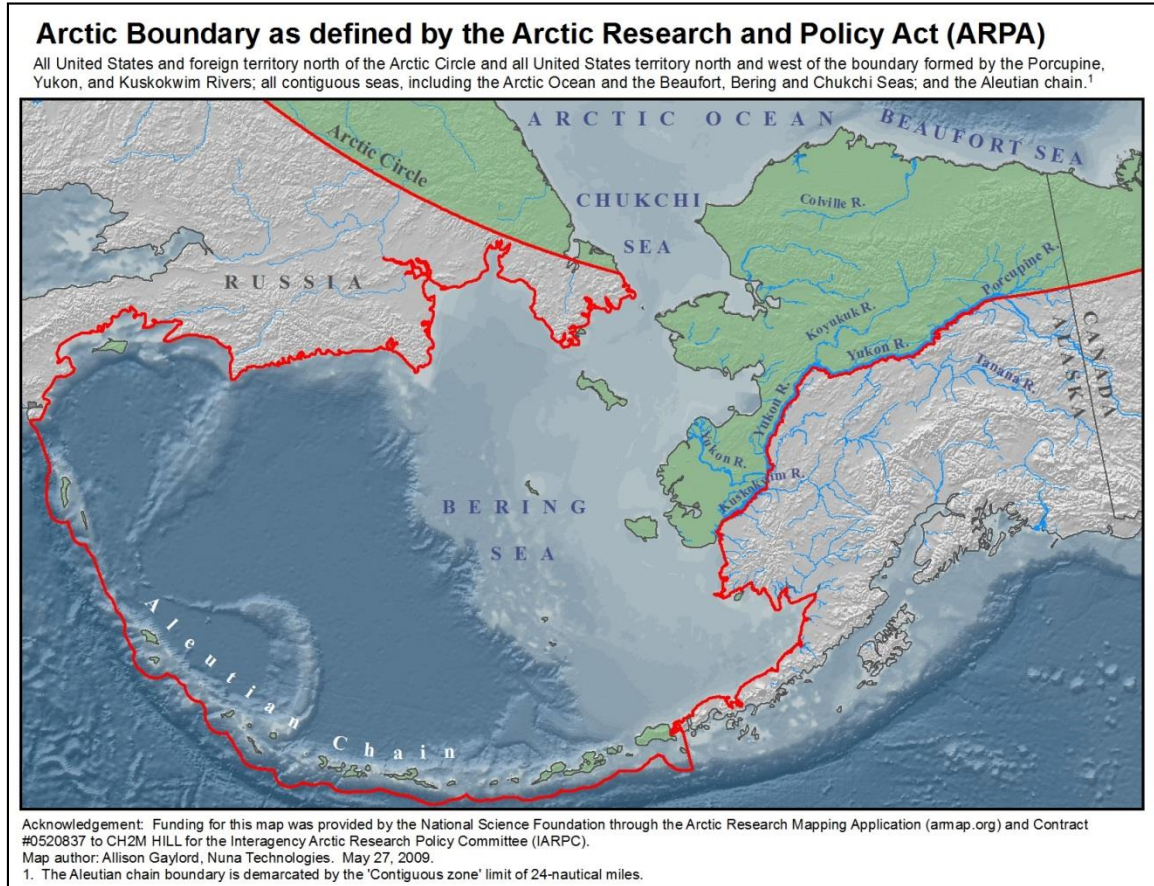 Arctic Boundary as defined by the Arctic Research and Policy Act (ARPA)
All United States and foreign territory north of the Arctic Circle and all United States territory north and west of the boundary formed by the Porcupine,
Yukon, and Kuskokwim Rivers; all contiguous seas, including the Arctic Ocean and the Beaufort, Bering and Chukchi Seas; and the Aleutian chain.¹
ARCTIC OCEAN
BEAUFORT SEA
Arctic Circle
CHUKCHI
SEA
Colville R.
RUSSIA
Porcupine R.
Koyukuk R.
Yukon R.
CANADA
ALASKA
Tanana R.
Yukon R.
Yukon R.
Kuskokwim R.
BERING
SEA
Aleutian
Chain
Acknowledgement: Funding for this map was provided by the National Science Foundation through the Arctic Research Mapping Application (armap.org) and Contract
#0520837 to CH2M HILL for the Interagency Arctic Research Policy Committee (IARPC).
Map author: Allison Gaylord, Nuna Technologies. May 27, 2009.
1. The Aleutian chain boundary is demarcated by the 'Contiguous zone' limit of 24-nautical miles.